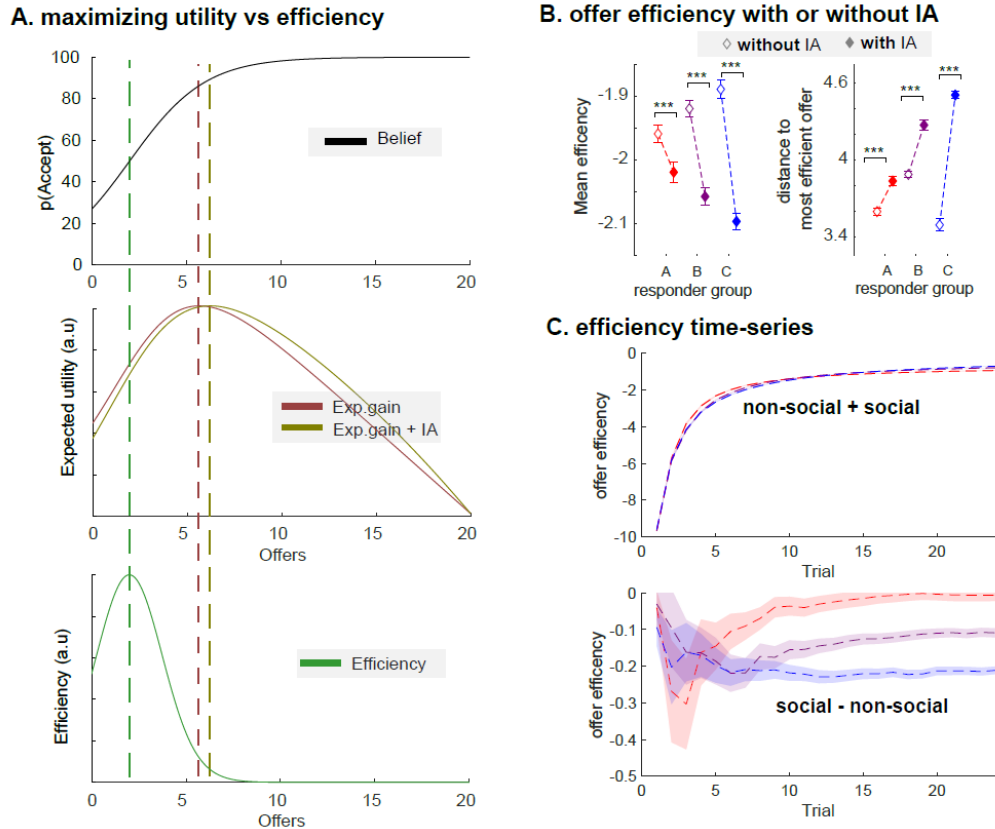 A. maximizing utility vs efficiency
100
80
60
40
20
0
p(Accept)
Belief
0 5 10 15 20
Expected utility (a.u)
Exp.gain
Exp.gain + IA
0 5 10 15 20
Offers
Efficiency (a.u)
Efficiency
0 5 10 15 20
Offers
B. offer efficiency with or without IA
without IA with IA
-1.9
-2
-2.1
Mean efficency
*** *** ***
A B C
responder group
4.6
4
3.4
distance to
most efficient offer
*** *** ***
A B C
responder group
C. efficiency time-series
0
-2
-4
-6
-8
-10
offer efficency
non-social + social
0 5 10 15 20
Trial
0
-0.1
-0.2
-0.3
-0.4
-0.5
offer efficency
social - non-social
0 5 10 15 20
Trial